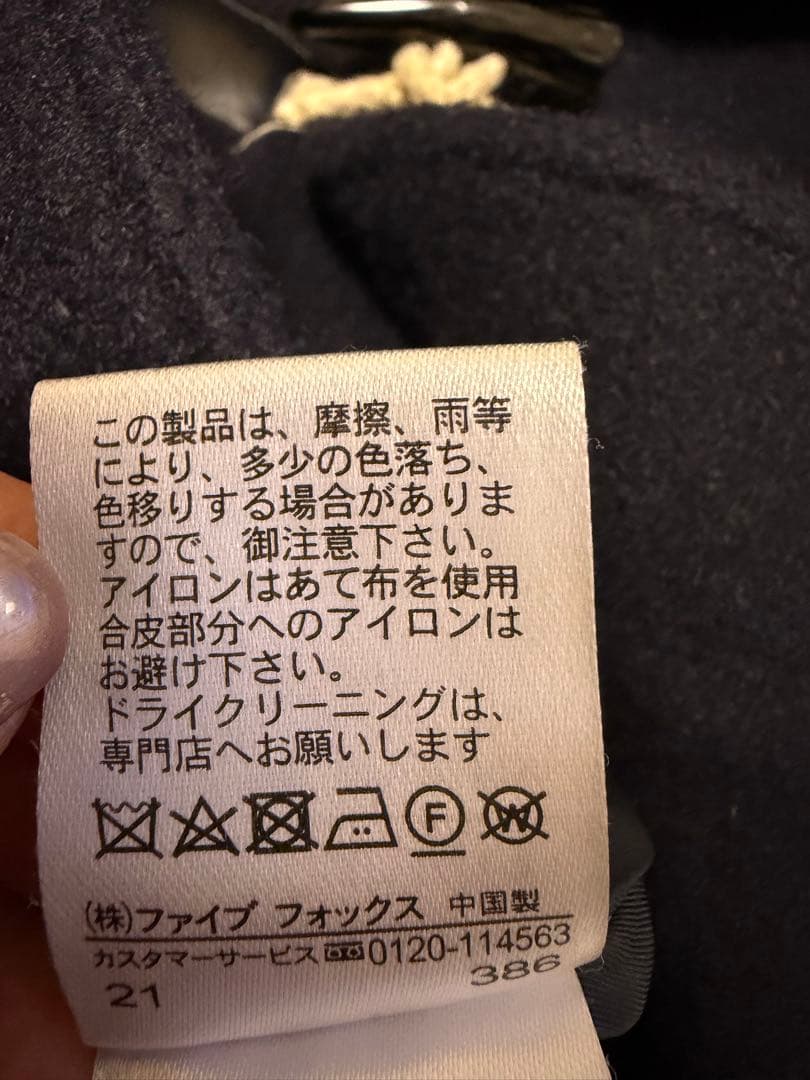 この製品は、摩擦、雨等
により、多少の色落ち、
色移りする場合がありま
すので、御注意下さい。
アイロンはあて布を使用
合皮部分へのアイロンは
お避け下さい。
ドライクリーニングは、
専門店へお願いします
F W
(株)ファイブ フォックス 中国製
カスタマーサービス 0120-114563
21 386